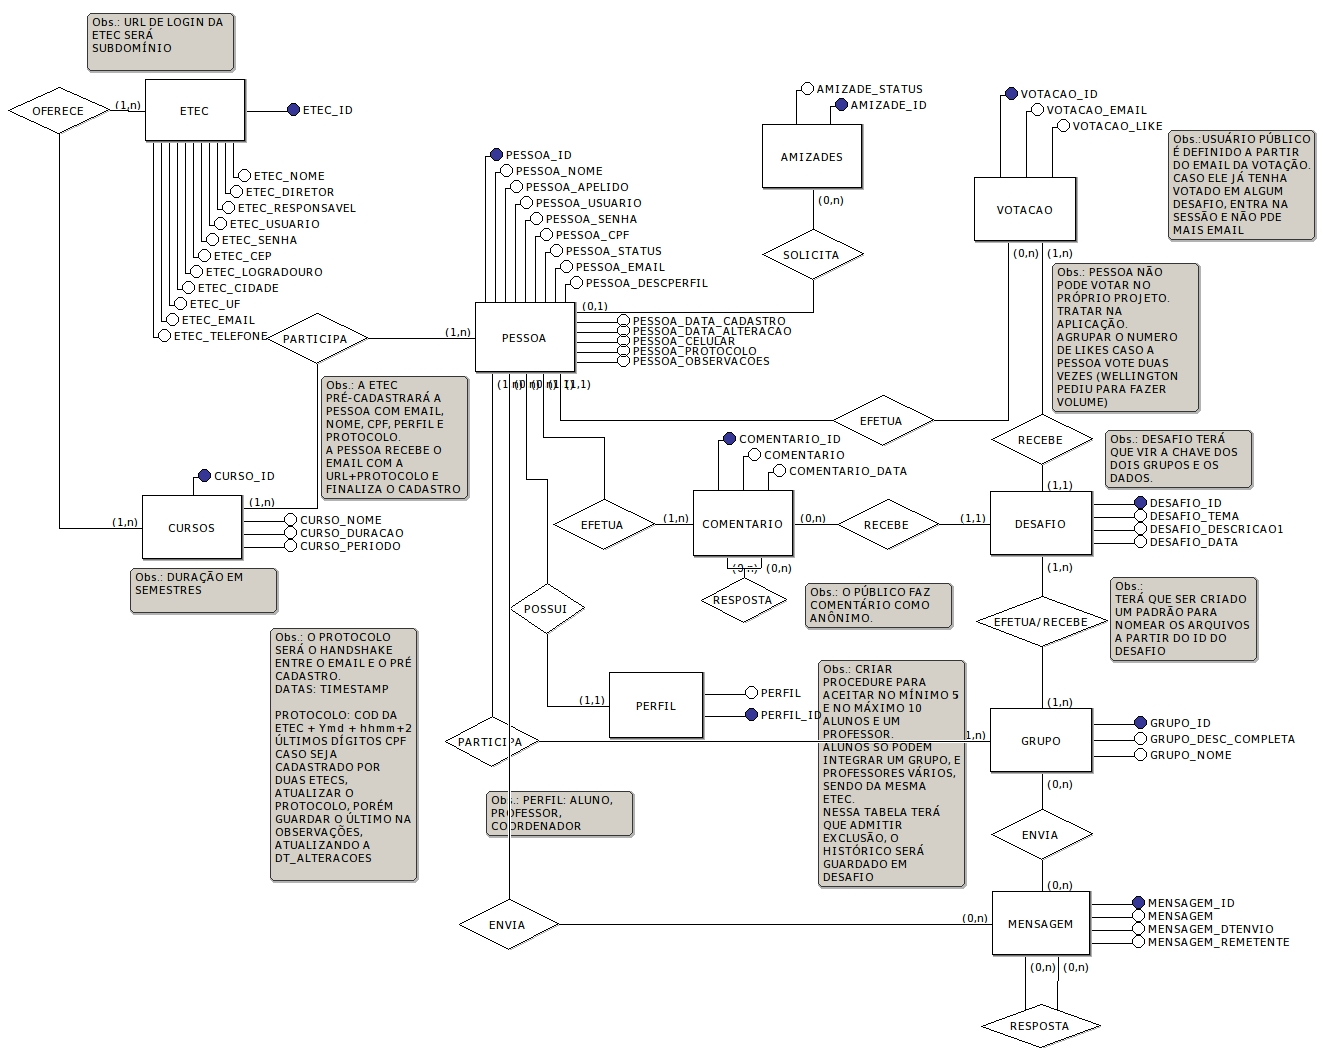 Obs.: URL DE LOGIN DA
ETEC SERÁ
SUBDOMÍNIO
OFERECE
(1,n)
ETEC
ETEC_ID
ETEC_NOME
ETEC_DIRETOR
ETEC_RESPONSAVEL
ETEC_USUARIO
ETEC_SENHA
ETEC_CEP
ETEC_LOGRADOURO
ETEC_CIDADE
ETEC_UF
ETEC_EMAIL
ETEC_TELEFONE
PARTICIPA
(1,n)
PESSOA_ID
PESSOA_NOME
PESSOA_APELIDO
PESSOA_USUARIO
PESSOA_SENHA
PESSOA_CPF
PESSOA_STATUS
PESSOA_EMAIL
PESSOA_DESCPERFIL
(0,1)
PESSOA
PESSOA_DATA_CADASTRO
PESSOA_DATA_ALTERACAO
PESSOA_CELULAR
PESSOA_PROTOCOLO
PESSOA_OBSERVACOES
(1,1)
AMIZADE_STATUS
AMIZADE_ID
AMIZADES
(0,n)
SOLICITA
VOTACAO_ID
VOTACAO_EMAIL
VOTACAO_LIKE
VOTACAO
(0,n)
(1,n)
Obs.:USUÁRIO PÚBLICO
É DEFINIDO A PARTIR
DO EMAIL DA VOTAÇÃO.
CASO ELE JÁ TENHA
VOTADO EM ALGUM
DESAFIO, ENTRA NA
SESSÃO E NÃO PDE
MAIS EMAIL
Obs.: PESSOA NÃO
PODE VOTAR NO
PRÓPRIO PROJETO.
TRATAR NA
APLICAÇÃO.
AGRUPAR O NUMERO
DE LIKES CASO A
PESSOA VOTE DUAS
VEZES (WELLINGTON
PEDIU PARA FAZER
VOLUME)
EFETUA
RECEBE
Obs.: DESAFIO TERÁ
QUE VIR A CHAVE DOS
DOIS GRUPOS E OS
DADOS.
(1,1)
Obs.: A ETEC
PRÉ-CADASTRARÁ A
PESSOA COM EMAIL,
NOME, CPF, PERFIL E
PROTOCOLO.
A PESSOA RECEBE O
EMAIL COM A
URL+PROTOCOLO E
FINALIZA O CADASTRO
CURSO_ID
(1,n)
(1,n)
CURSOS
CURSO_NOME
CURSO_DURACAO
CURSO_PERIODO
Obs.: DURAÇÃO EM
SEMESTRES
COMENTARIO_ID
COMENTARIO
COMENTARIO_DATA
EFETUA
(1,n)
COMENTARIO
(0,n)
RECEBE
(1,1)
DESAFIO
DESAFIO_ID
DESAFIO_TEMA
DESAFIO_DESCRICAO1
DESAFIO_DATA
(0,n)
(0,n)
(1,n)
RESPOSTA
Obs.: O PÚBLICO FAZ
COMENTÁRIO COMO
ANÔNIMO.
Obs.:
TERÁ QUE SER CRIADO
UM PADRÃO PARA
NOMEAR OS ARQUIVOS
A PARTIR DO ID DO
DESAFIO
POSSUI
EFETUA/RECEBE
Obs.: O PROTOCOLO
SERÁ O HANDSHAKE
ENTRE O EMAIL E O PRÉ
CADASTRO.
DATAS: TIMESTAMP
PROTOCOLO: COD DA
ETEC + Ymd + hhmm+2
ÚLTIMOS DÍGITOS CPF
CASO SEJA
CADASTRADO POR
DUAS ETECS,
ATUALIZAR O
PROTOCOLO, PORÉM
GUARDAR O ÚLTIMO NA
OBSERVAÇÕES,
ATUALIZANDO A
DT_ALTERACOES
(1,1)
PERFIL
PERFIL
PERFIL_ID
Obs.: CRIAR
PROCEDURE PARA
ACEITAR NO MÍNIMO 5
E NO MÁXIMO 10
ALUNOS E UM
PROFESSOR.
ALUNOS SO PODEM
INTEGRAR UM GRUPO, E
PROFESSORES VÁRIOS,
SENDO DA MESMA
ETEC.
NESSA TABELA TERÁ
QUE ADMITIR
EXCLUSÃO, O
HISTÓRICO SERÁ
GUARDADO EM
DESAFIO
PARTICIPA
1,n)
(1,n)
GRUPO
GRUPO_ID
GRUPO_DESC_COMPLETA
GRUPO_NOME
(0,n)
Obs.: PERFIL: ALUNO,
PROFESSOR,
COORDENADOR
ENVIA
(0,n)
ENVIA
(0,n)
MENSAGEM
MENSAGEM_ID
MENSAGEM
MENSAGEM_DTENVIO
MENSAGEM_REMETENTE
(0,n)
(0,n)
RESPOSTA